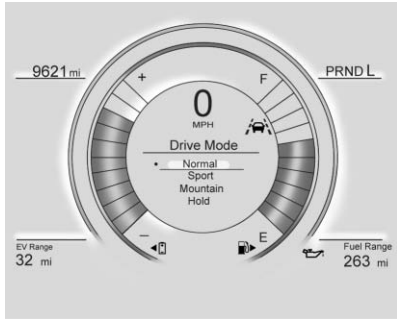 9621 mi
PRND L
+
F
0
MPH
Drive Mode
• Normal
Sport
Mountain
Hold
−
E
EV Range
32 mi
Fuel Range
263 mi